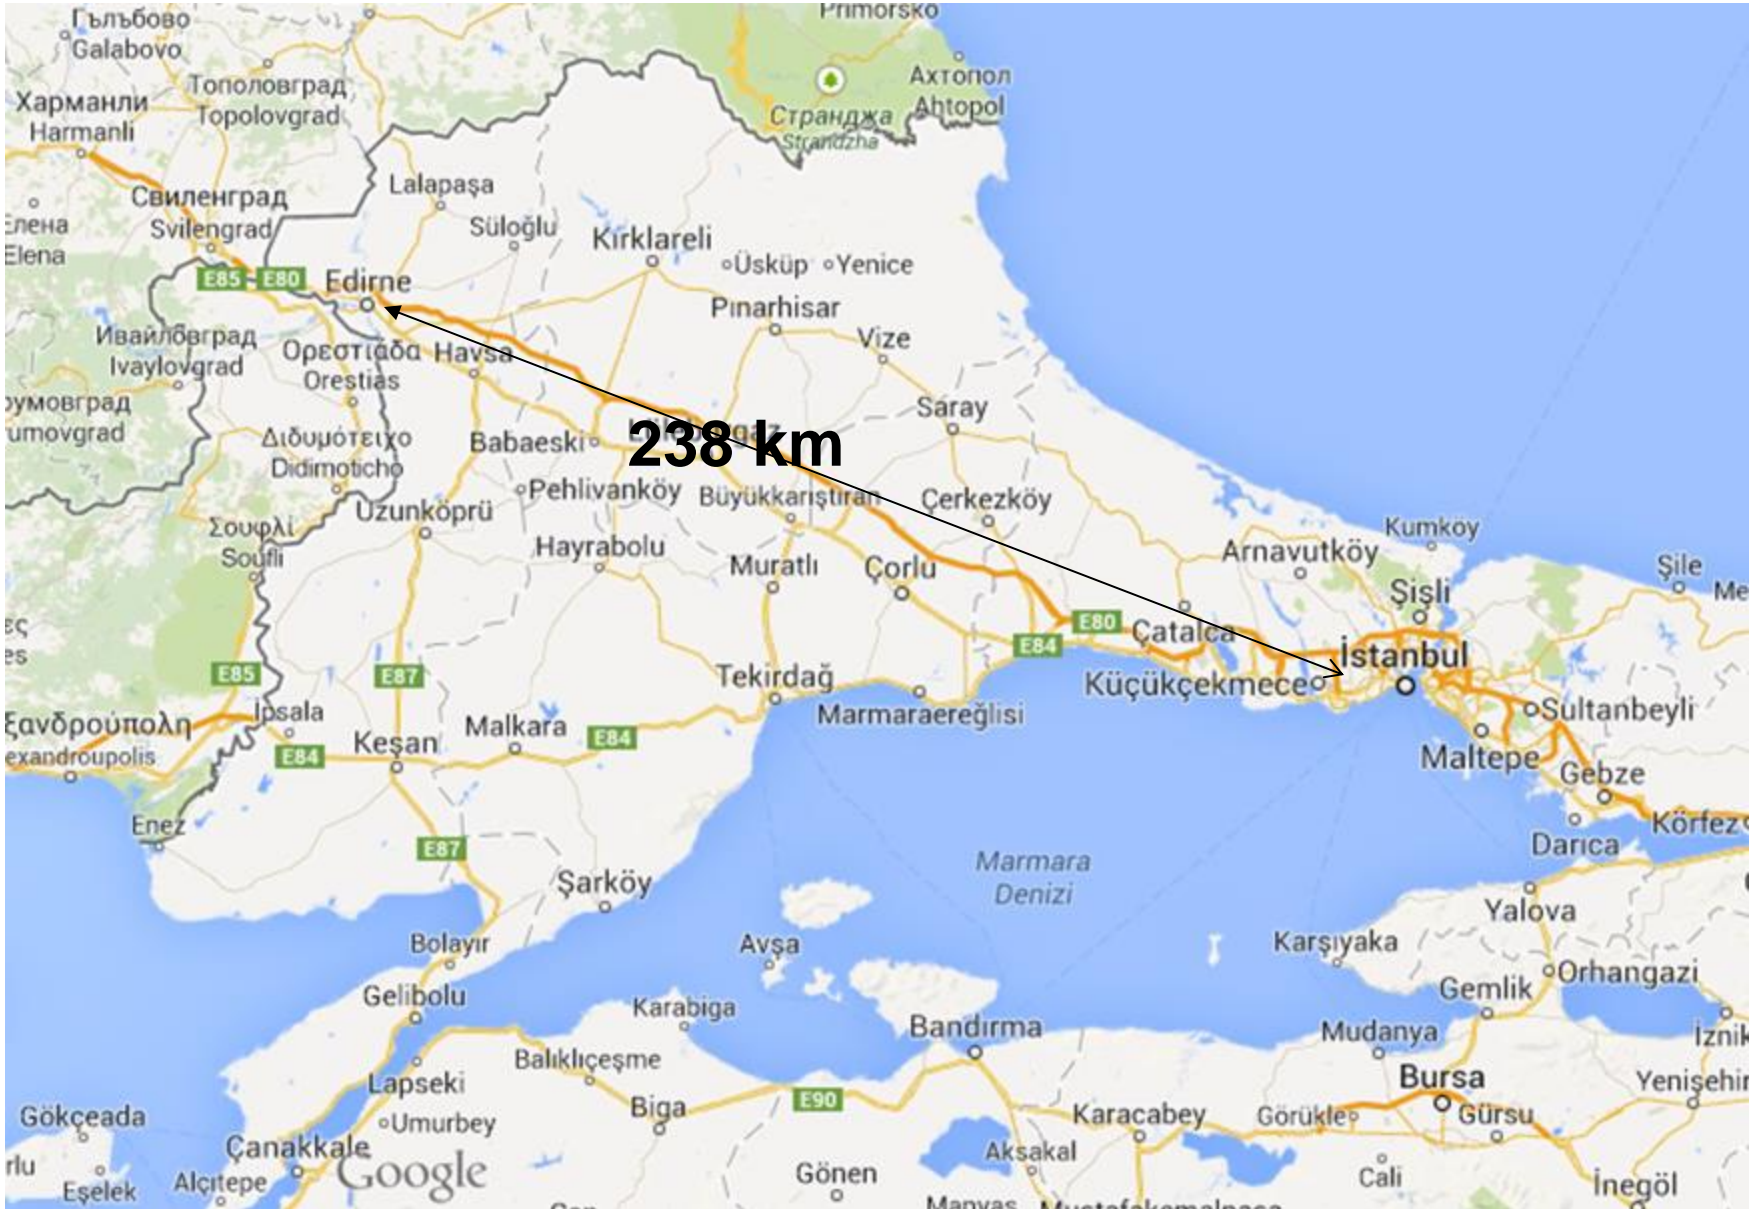 Гълъбово
Galabovo
Primorsko
Тополовград
Topolovgrad
Ахтопол
Ahtopol
Харманли
Harmanli
Странджа
Strandzha
Свиленград
Svilengrad
Lalapaşa
Süloğlu
Kırklareli
Üsküp
Yenice
Elena
E85
E80
Edirne
Pınarhisar
Vize
Ивайловград
Ivaylovgrad
Ορεστιάδα
Orestias
Havsa
Saray
238 km
Διδυμότειχο
Didimoticho
Babaeski
Pehlivanköy
Büyükkarıştıran
Çerkezköy
Uzunköprü
Σουφλί
Soufli
Hayrabolu
Muratlı
Çorlu
Arnavutköy
Kumköy
Şile
Şişli
E80
E84
Çatalca
İstanbul
Küçükçekmece
E85
E87
Tekirdağ
Marmaraereğlisi
Sultanbeyli
İpsala
Malkara
E84
Keşan
E84
Maltepe
Gebze
Körfez
Darıca
Enez
E87
Marmara
Denizi
Şarköy
Yalova
Bolayır
Avşa
Karşıyaka
Orhangazi
Gelibolu
Gemlik
Karabiga
Bandırma
Mudanya
İznik
Balıklıçeşme
Lapseki
Bursa
Biga
E90
Karacabey
Görükle
Gürsu
Gökçeada
Umurbey
Çanakkale
Google
Aksakal
Gönen
Cali
Eşelek
Alçıtepe
İnegöl